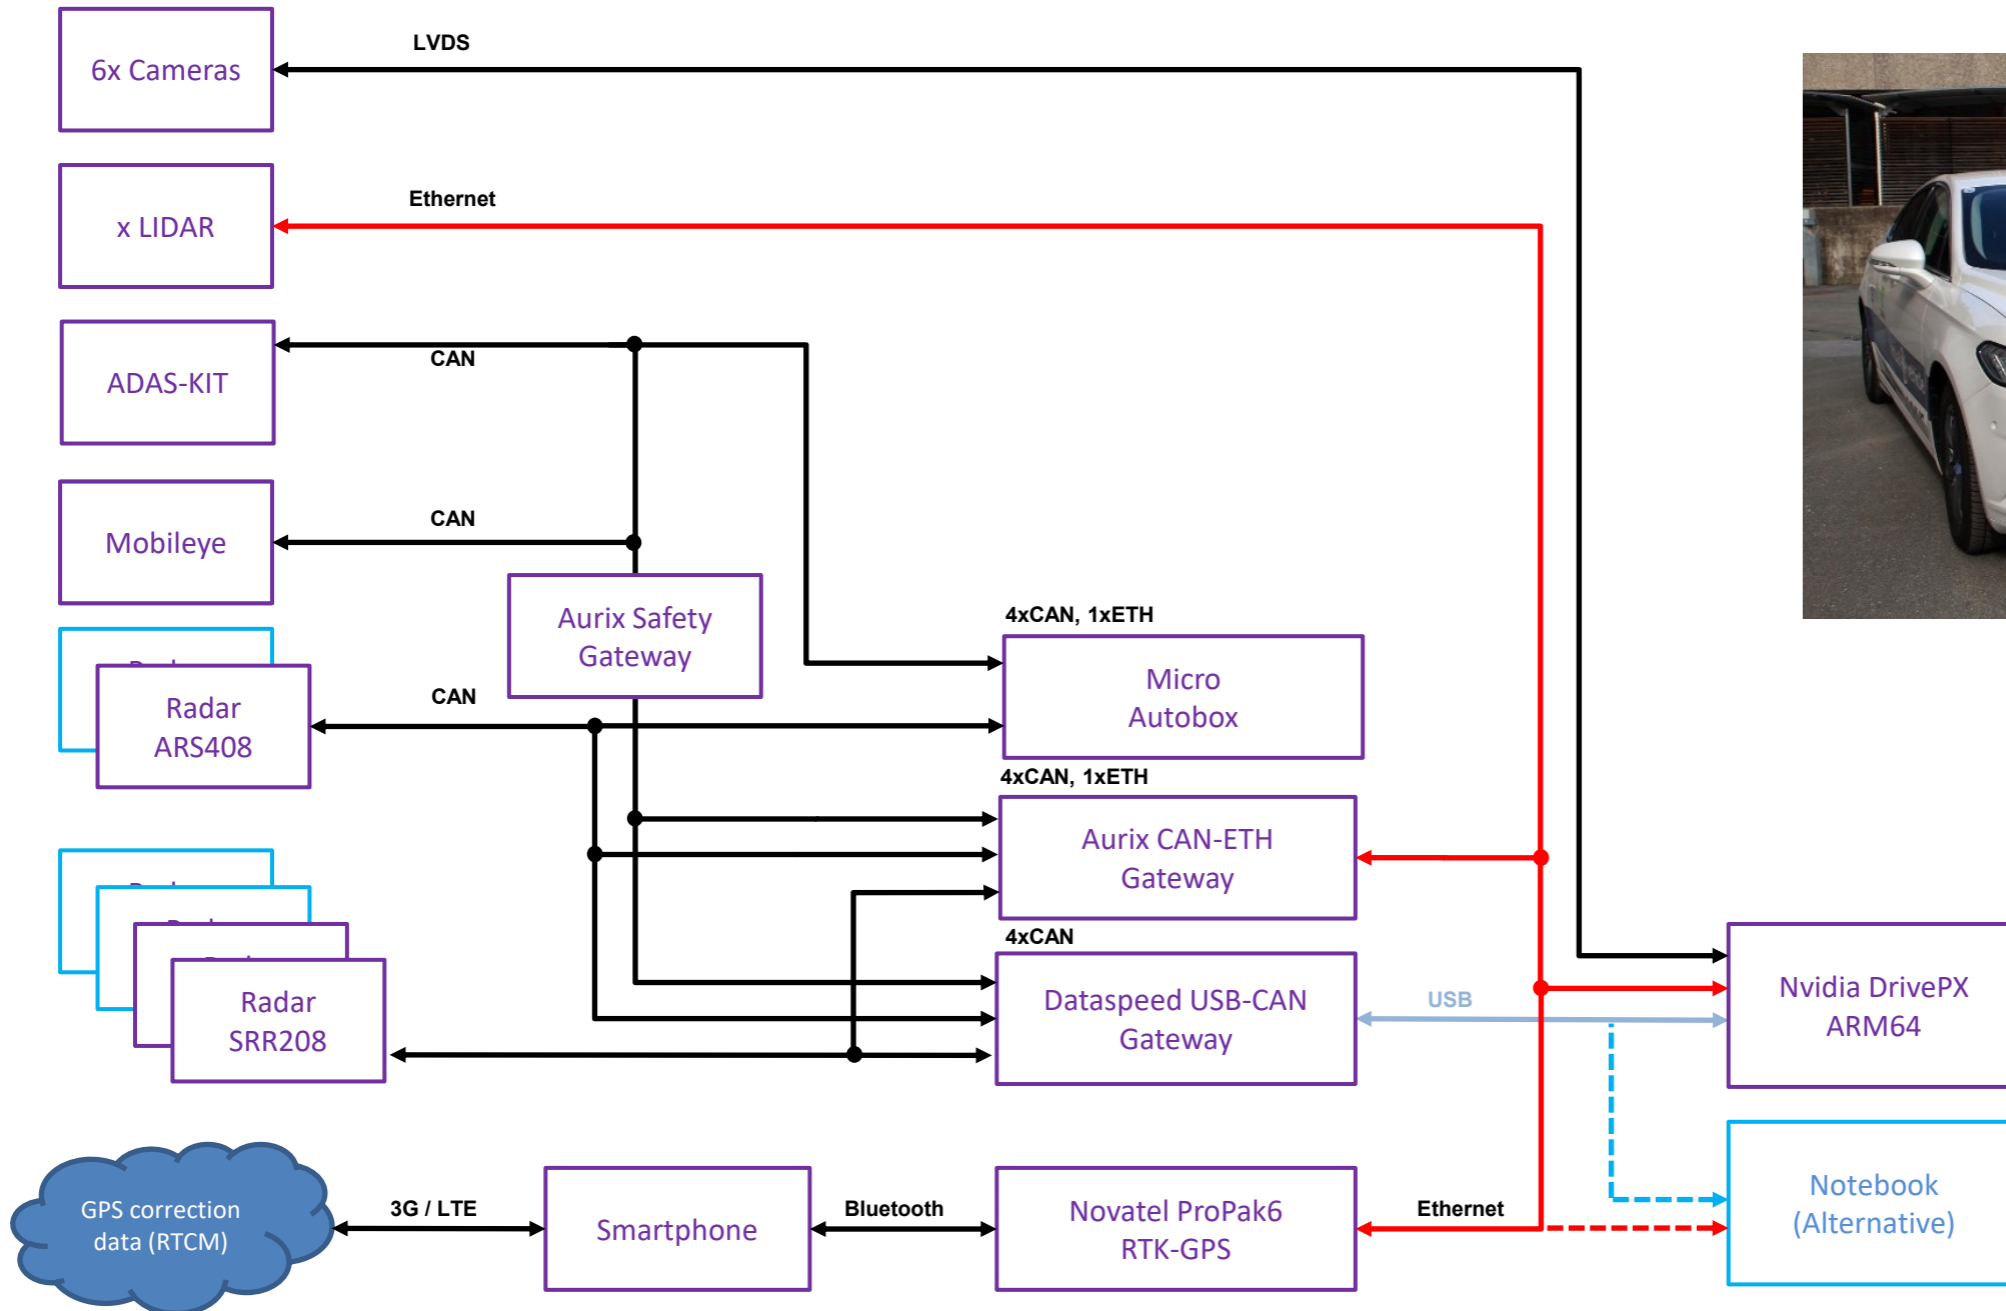 6x Cameras
LVDS
x LIDAR
Ethernet
ADAS-KIT
CAN
Mobileye
CAN
Aurix Safety
Gateway
4xCAN, 1xETH
Micro
Autobox
Radar
ARS408
CAN
4xCAN, 1xETH
Aurix CAN-ETH
Gateway
4xCAN
Dataspeed USB-CAN
Gateway
USB
Nvidia DrivePX
ARM64
Radar
SRR208
GPS correction
data (RTCM)
3G / LTE
Smartphone
Bluetooth
Novatel ProPak6
RTK-GPS
Ethernet
Notebook
(Alternative)